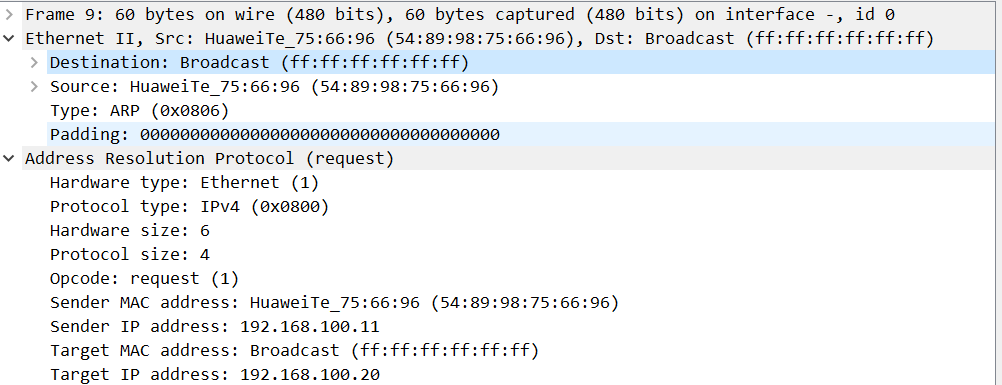 Frame 9: 60 bytes on wire (480 bits), 60 bytes captured (480 bits) on interface -, id 0
Ethernet II, Src: HuaweiTe_75:66:96 (54:89:98:75:66:96), Dst: Broadcast (ff:ff:ff:ff:ff:ff)
Destination: Broadcast (ff:ff:ff:ff:ff:ff)
Source: HuaweiTe_75:66:96 (54:89:98:75:66:96)
Type: ARP (0x0806)
Padding: 000000000000000000000000000000000000
Address Resolution Protocol (request)
Hardware type: Ethernet (1)
Protocol type: IPv4 (0x0800)
Hardware size: 6
Protocol size: 4
Opcode: request (1)
Sender MAC address: HuaweiTe_75:66:96 (54:89:98:75:66:96)
Sender IP address: 192.168.100.11
Target MAC address: Broadcast (ff:ff:ff:ff:ff:ff)
Target IP address: 192.168.100.20